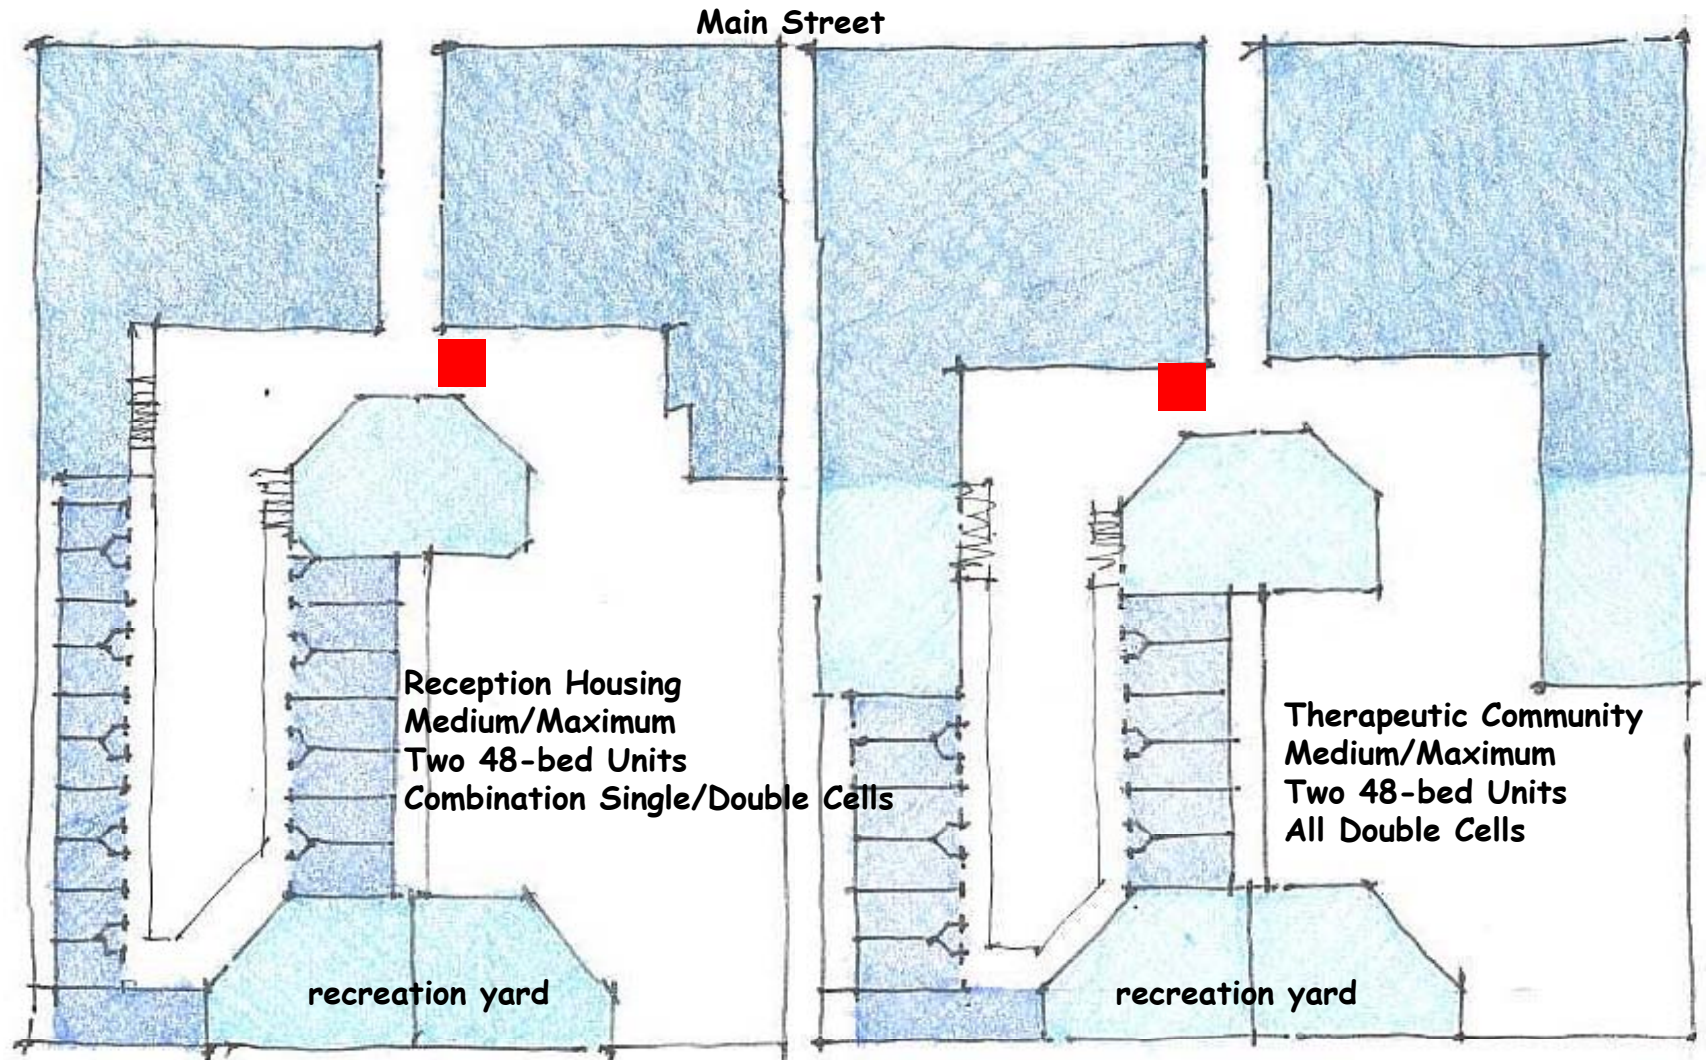 Main Street
Reception Housing
Medium/Maximum
Two 48-bed Units
Combination Single/Double Cells
Therapeutic Community
Medium/Maximum
Two 48-bed Units
All Double Cells
recreation yard
recreation yard